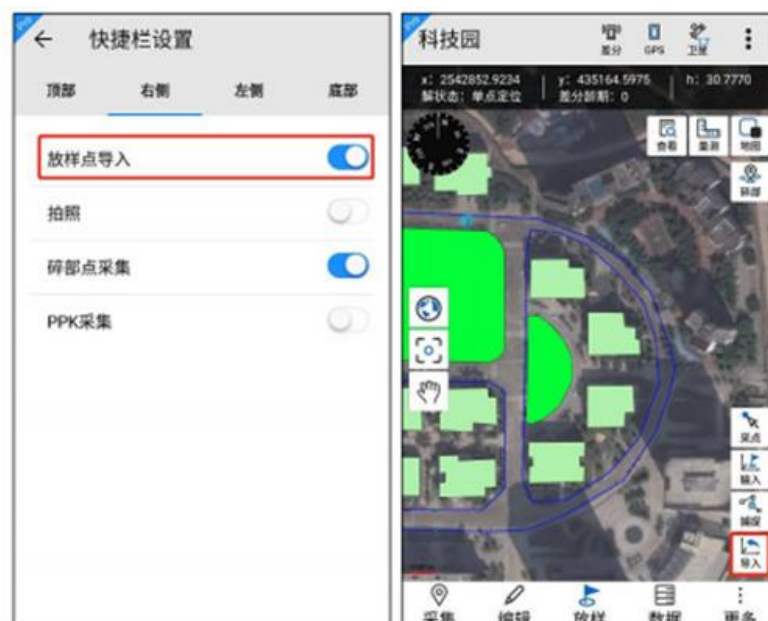 Pro
快捷栏设置
顶部 右侧 左侧 底部
放样点导入
拍照
碎部点采集
PPK采集
Pro
科技园
差分 GPS 卫星
x: 2542852.9234 y: 435164.5976 h: 30.7770
解状态: 单点定位 差分龄期: 0
查看 量测 地图
碎部
采点
输入
捕捉
导入
采集 编辑 放样 数据 更多